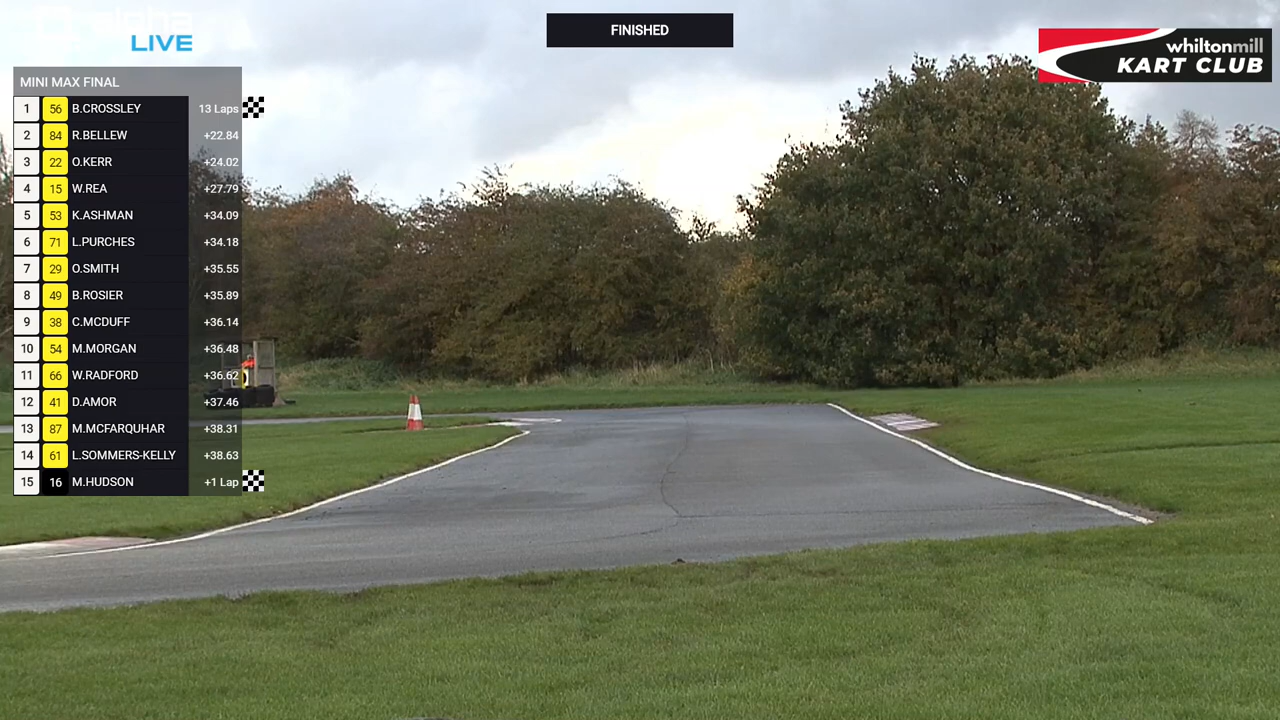 alpha
LIVE
FINISHED
whiltonmill
KART CLUB
MINI MAX FINAL
1 56 B.CROSSLEY 13 Laps
2 84 R.BELLEW +22.84
3 22 O.KERR +24.02
4 15 W.REA +27.79
5 53 K.ASHMAN +34.09
6 71 L.PURCHES +34.18
7 29 O.SMITH +35.55
8 49 B.ROSIER +35.89
9 38 C.MCDUFF +36.14
10 54 M.MORGAN +36.48
11 66 W.RADFORD +36.62
12 41 D.AMOR +37.46
13 87 M.MCFARQUHAR +38.31
14 61 L.SOMMERS-KELLY +38.63
15 16 M.HUDSON +1 Lap